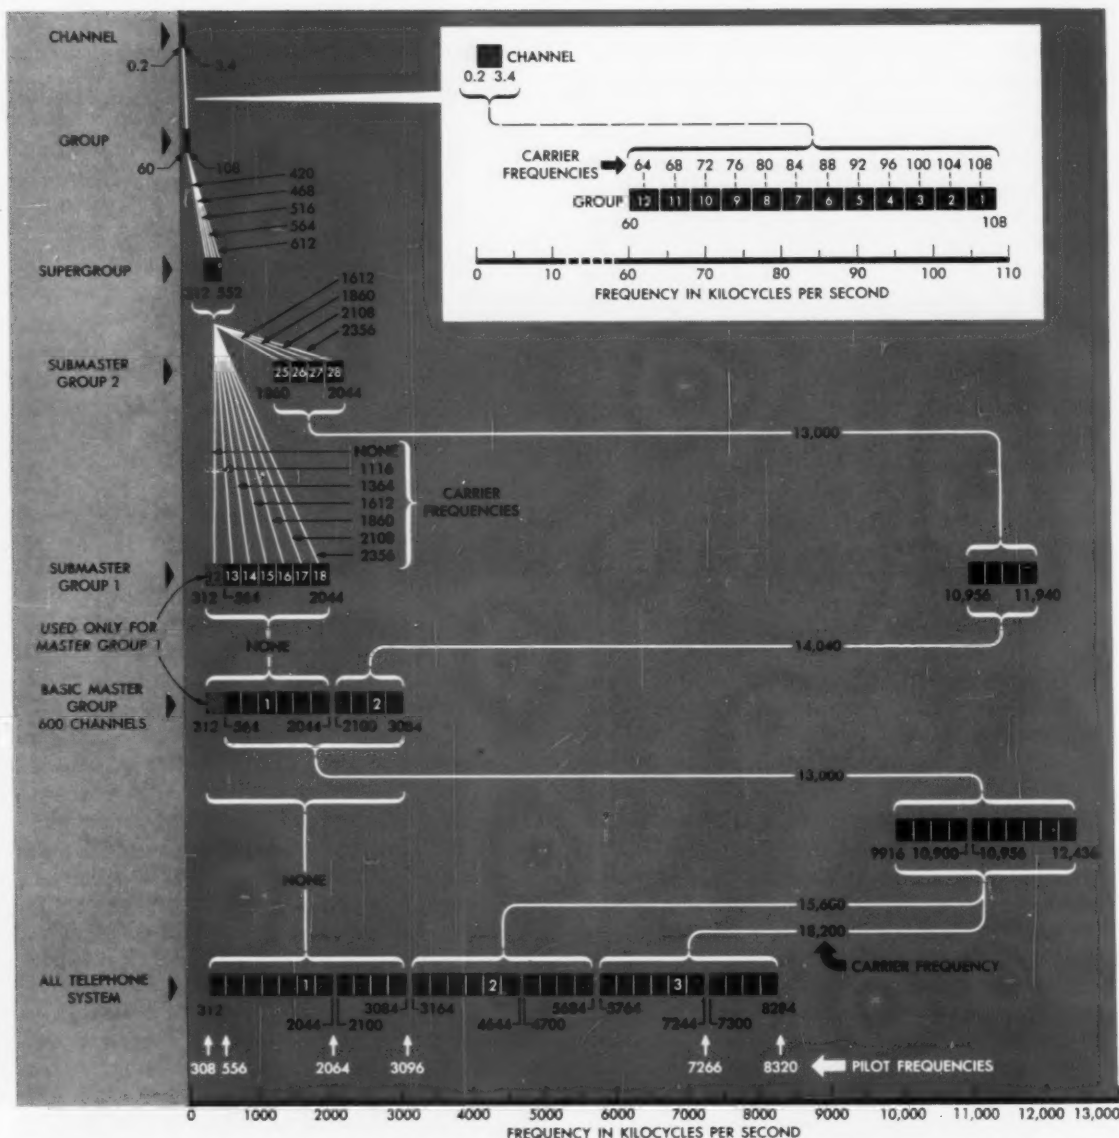 CHANNEL
0.2 3.4
GROUP
60 108
420
468
516
564
612
SUPERGROUP
312 552
1612
1860
2108
2356
SUBMASTER
GROUP 2
25 26 27 28
1060 2044
13,000
NONE
1116
1364
1612
1860
2108
2356
CARRIER
FREQUENCIES
SUBMASTER
GROUP 1
13 14 15 16 17 18
312 564 2044
10,956 11,940
USED ONLY FOR
MASTER GROUP 1
NONE
14,040
BASIC MASTER
GROUP
600 CHANNELS
1 2
312 564 2044 2100 3084
13,000
9916 10,900 10,956 12,436
NONE
15,600
18,200
CARRIER FREQUENCY
ALL TELEPHONE
SYSTEM
1 2 3
312 3084 3164 5684 5764 8284
2044 2100 4644 4700 7244 7300
308 556 2064 3096 7266 8320 PILOT FREQUENCIES
0 1000 2000 3000 4000 5000 6000 7000 8000 9000 10,000 11,000 12,000 13,000
FREQUENCY IN KILOCYCLES PER SECOND
CHANNEL
0.2 3.4
CARRIER
FREQUENCIES
64 68 72 76 80 84 88 92 96 100 104 108
GROUP 12 11 10 9 8 7 6 5 4 3 2 1
60 108
0 10 60 70 80 90 100 110
FREQUENCY IN KILOCYCLES PER SECOND